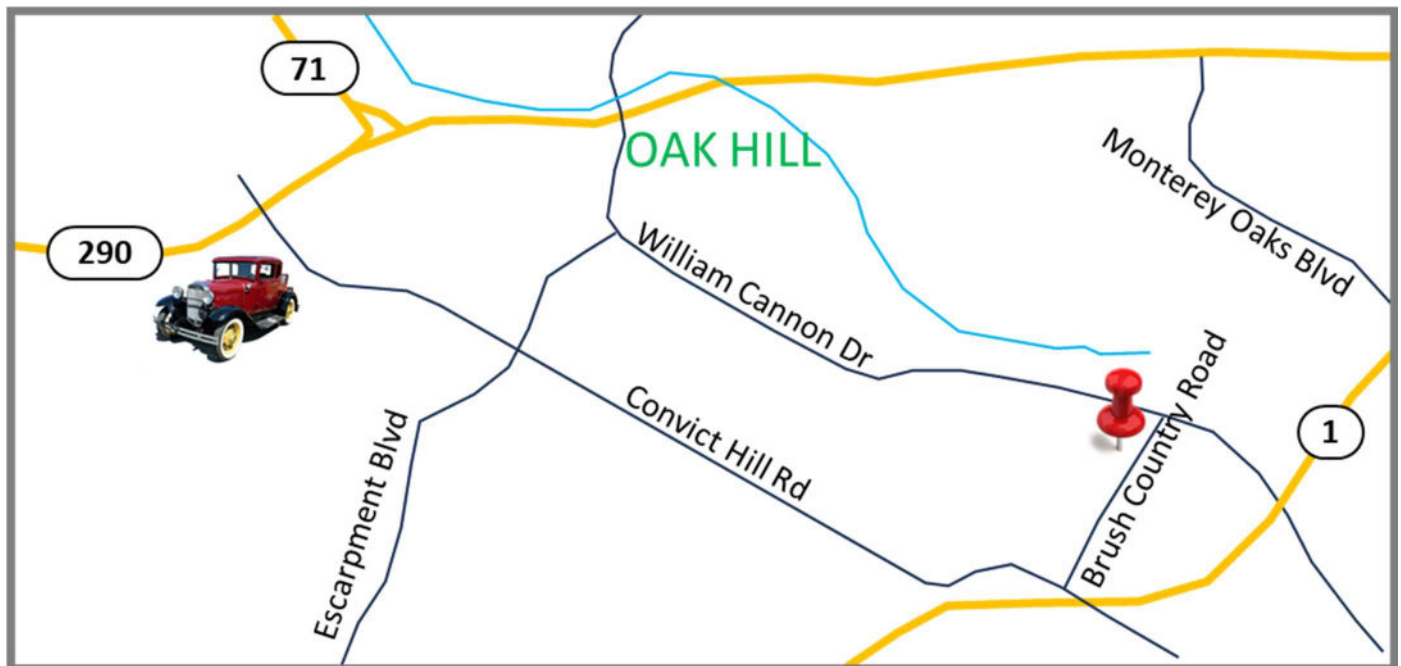 71
OAK HILL
Monterey Oaks Blvd
290
William Cannon Dr
Convict Hill Rd
Escarpment Blvd
Brush Country Road
1